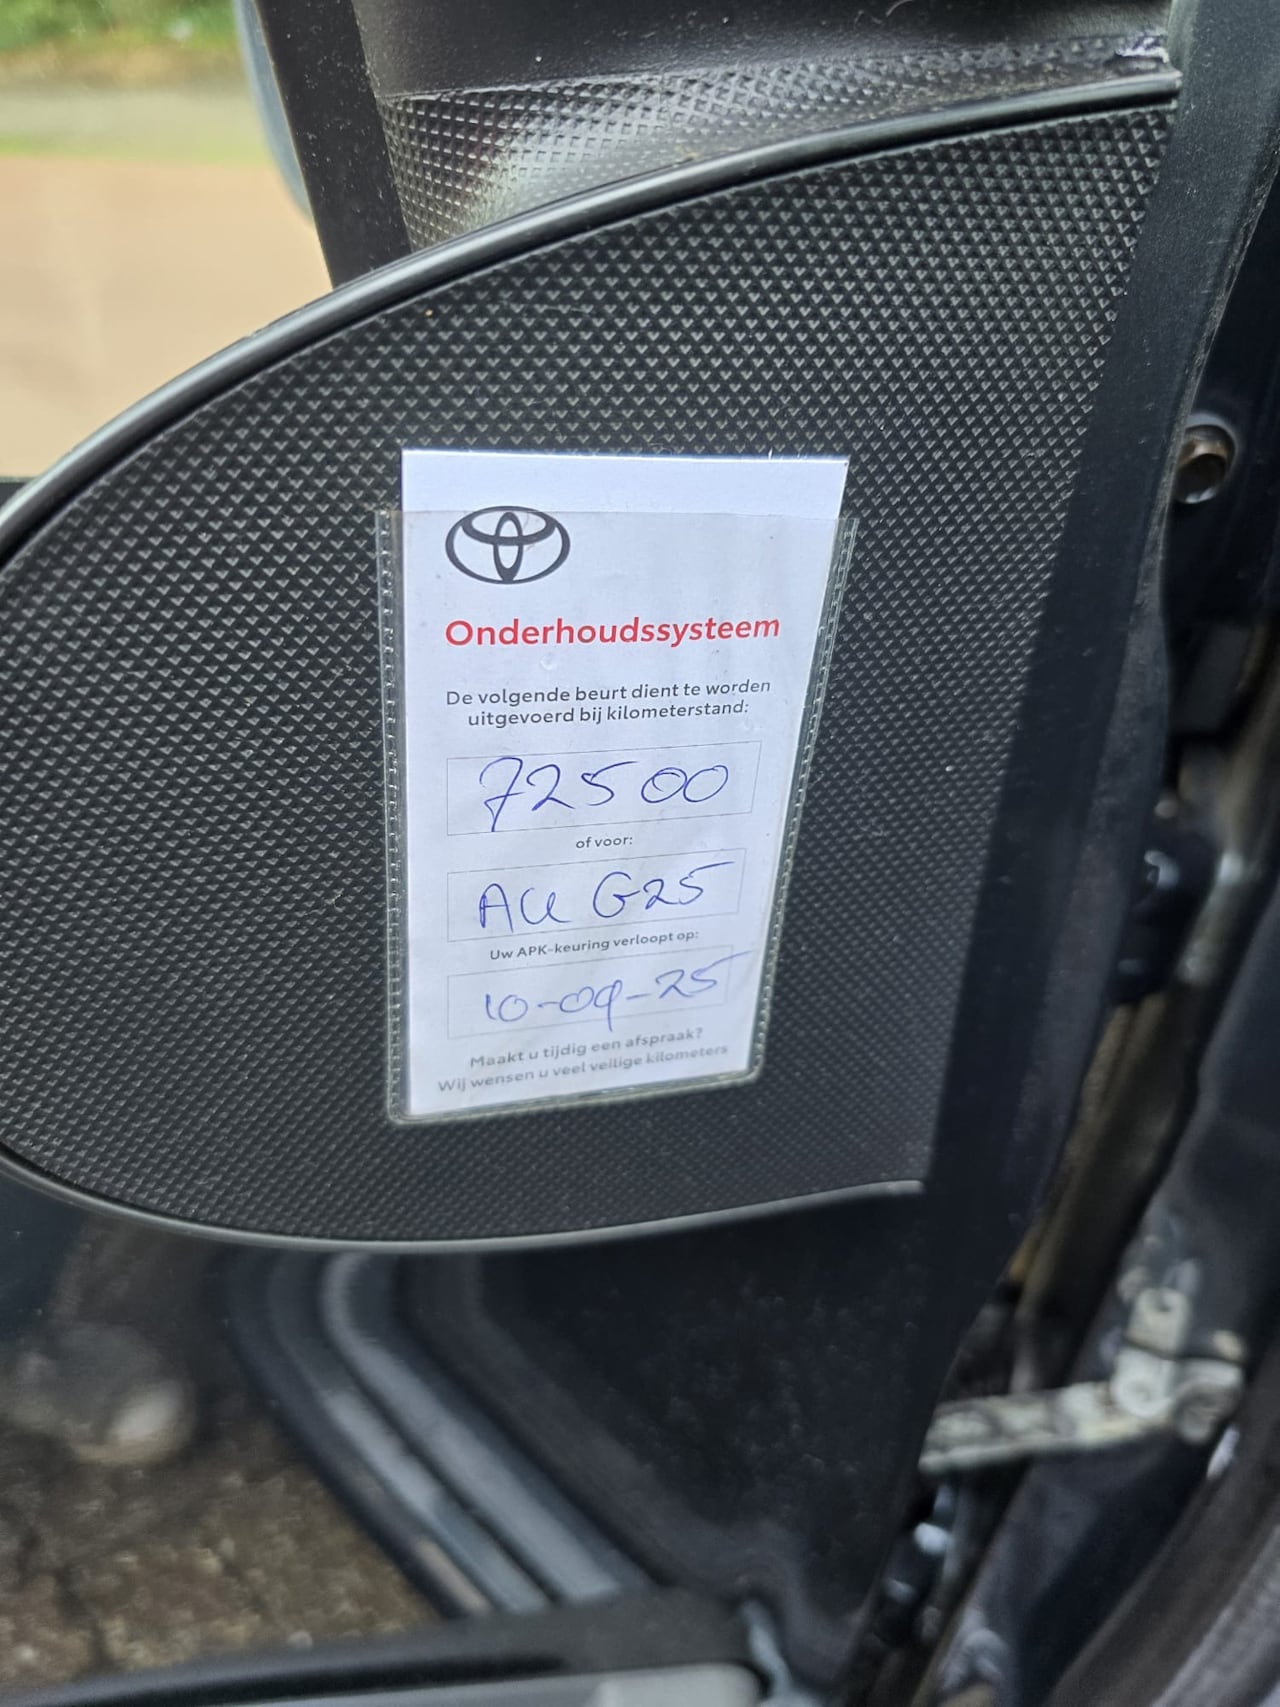 Onderhoudssysteem
De volgende beurt dient te worden
uitgevoerd bij kilometerstand:
72500
of voor:
G25
Uw APK-keuring verloopt op:
10-09-25
Maakt u tijdig een afspraak?
Wij wensen u veel veilige kilometers